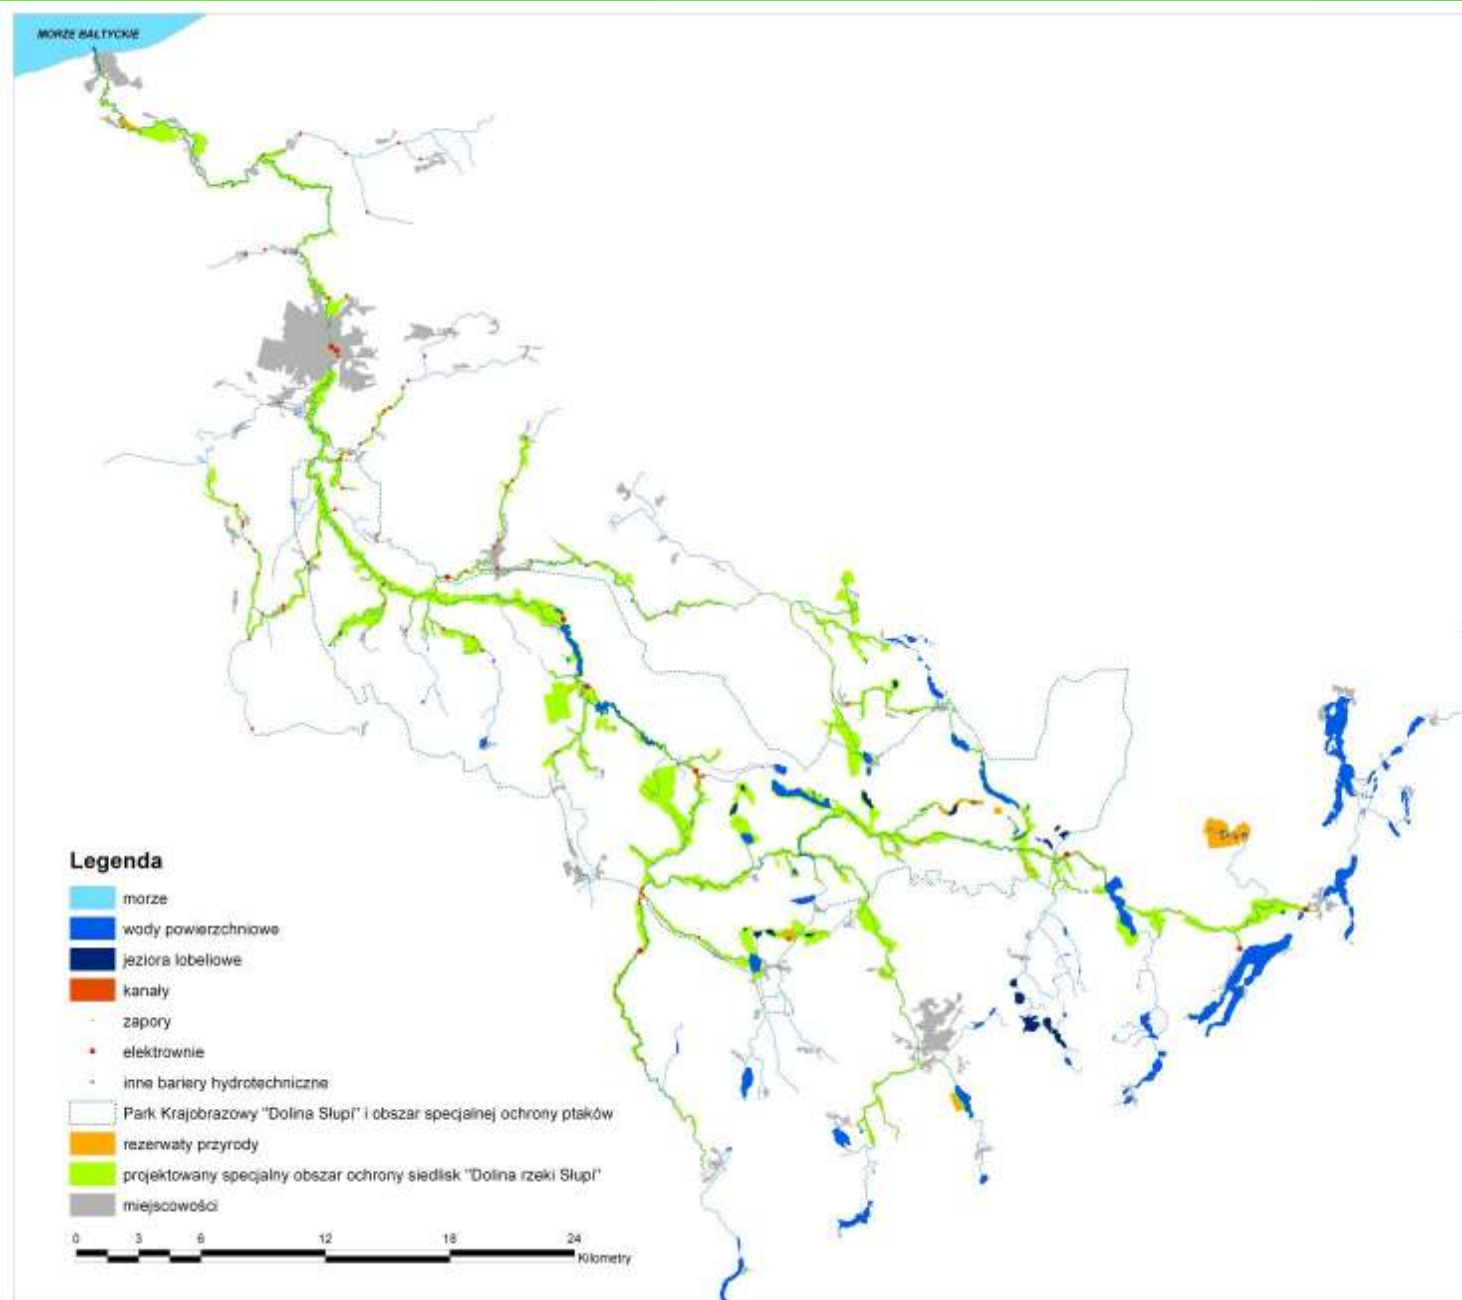 MORZE BAŁTYCKIE
Legenda
morze
wody powierzchniowe
jeziora lobeliowe
kanały
zapory
elektrownie
inne bariery hydrotechniczne
Park Krajobrazowy "Dolina Słupi" i obszar specjalnej ochrony ptaków
rezerwaty przyrody
projektowany specjalny obszar ochrony siedlisk "Dolina rzeki Słupi"
miejscowości
0 3 6 12 18 24
Kilometry